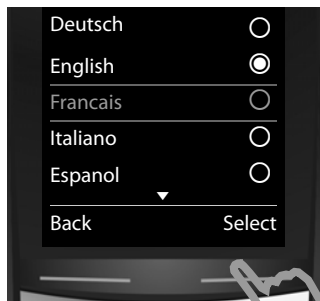 Deutsch
English
Francais
Italiano
Espanol
Back Select